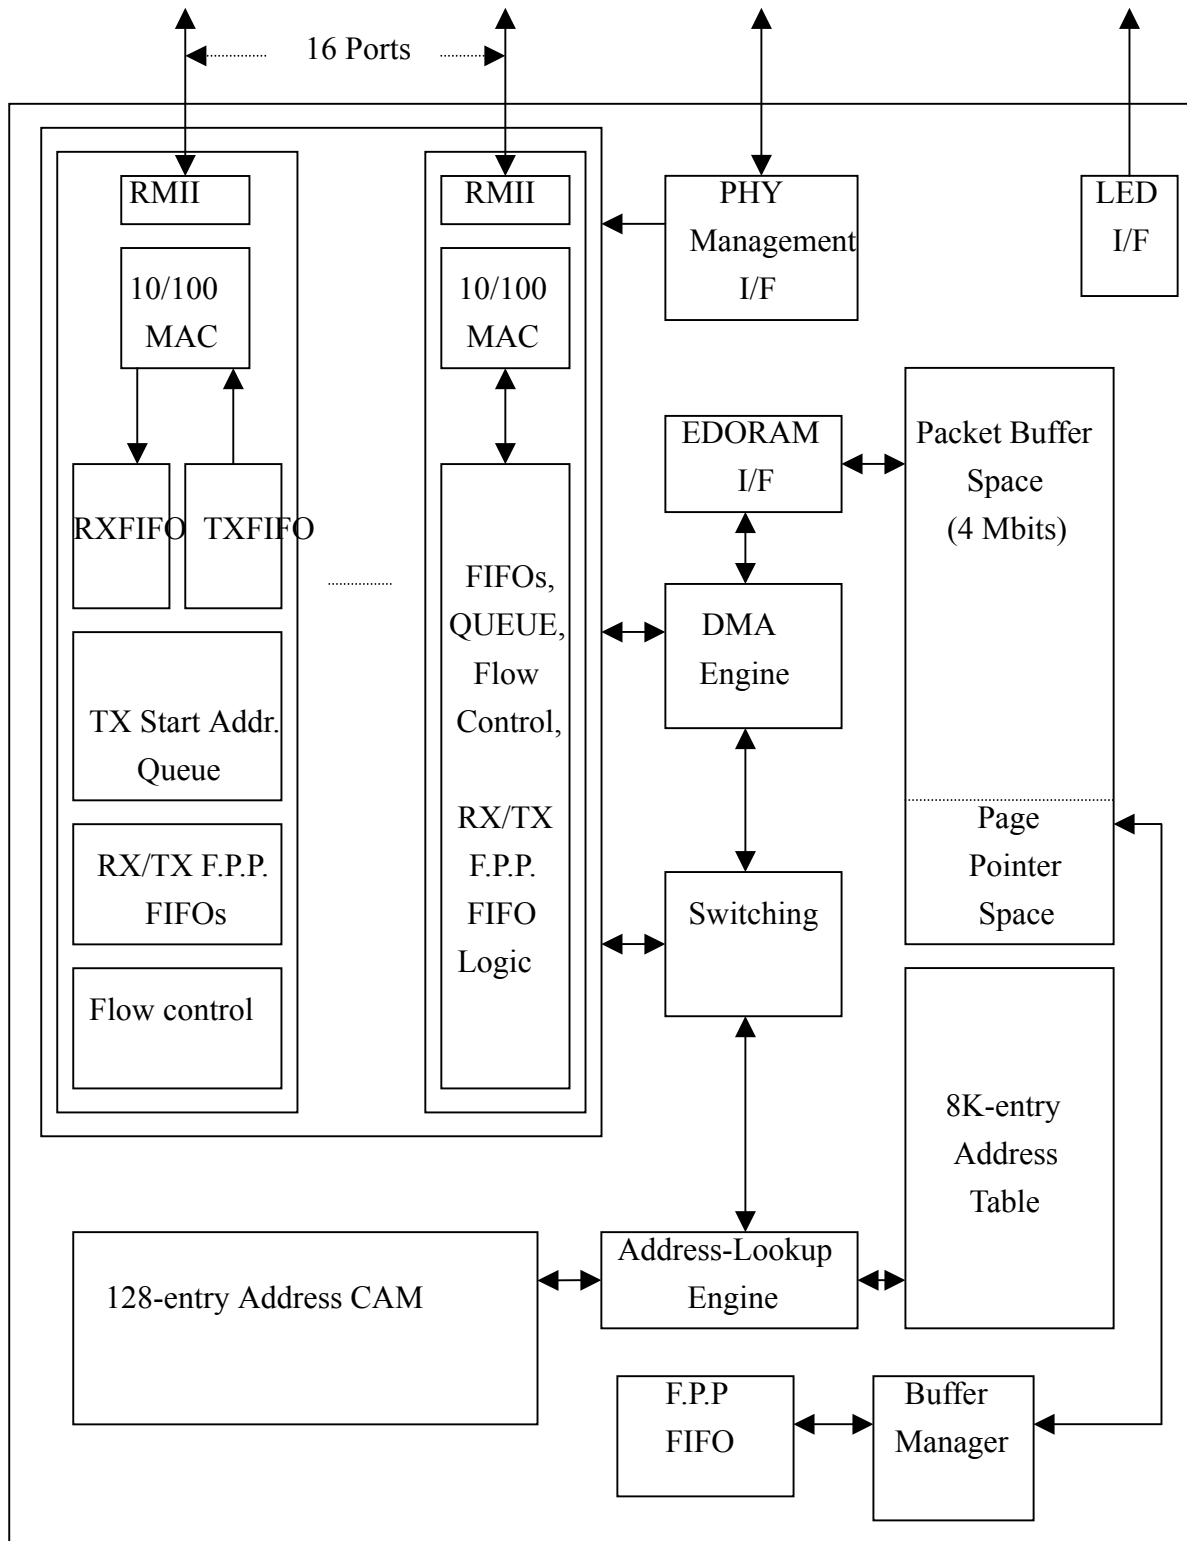 16 Ports
RMII
10/100
MAC
RXFIFO
TXFIFO
TX Start Addr.
Queue
RX/TX F.P.P.
FIFOs
Flow control
RMII
10/100
MAC
FIFOs,
QUEUE,
Flow
Control,
RX/TX
F.P.P.
FIFO
Logic
PHY
Management
I/F
LED
I/F
EDORAM
I/F
DMA
Engine
Switching
Packet Buffer
Space
(4 Mbits)
Page
Pointer
Space
8K-entry
Address
Table
128-entry Address CAM
Address-Lookup
Engine
F.P.P
FIFO
Buffer
Manager